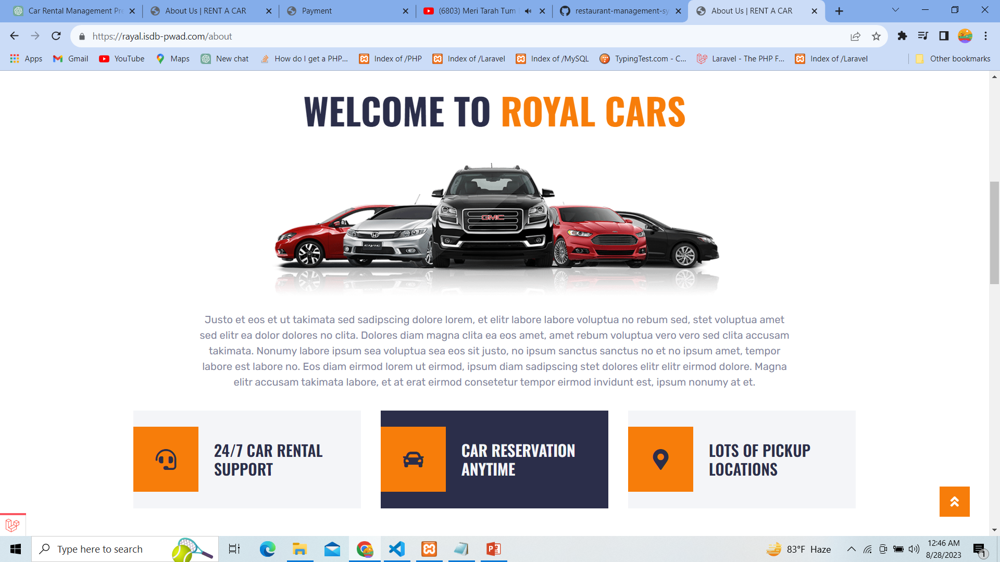 Car Rental Management Pre
About Us | RENT A CAR
Payment
(6803) Meri Tarah Tum
restaurant-management-sy
About Us | RENT A CAR
https://rayal.isdb-pwad.com/about
Apps
Gmail
YouTube
Maps
New chat
How do I get a PHP...
Index of /PHP
Index of /Laravel
Index of /MySQL
TypingTest.com - C...
Laravel - The PHP F...
Index of /Laravel
Other bookmarks
WELCOME TO ROYAL CARS
GMC
CIVIC
Justo et eos et ut takimata sed sadipscing dolore lorem, et elitr labore labore voluptua no rebum sed, stet voluptua amet
sed elitr ea dolor dolores no clita. Dolores diam magna clita ea eos amet, amet rebum voluptua vero vero sed clita accusam
takimata. Nonumy labore ipsum sea voluptua sea eos sit justo, no ipsum sanctus sanctus no et no ipsum amet, tempor
labore est labore no. Eos diam eirmod lorem ut eirmod, ipsum diam sadipscing stet dolores elitr elitr eirmod dolore. Magna
elitr accusam takimata labore, et at erat eirmod consetetur tempor eirmod invidunt est, ipsum nonumy at et.
24/7 CAR RENTAL
SUPPORT
CAR RESERVATION
ANYTIME
LOTS OF PICKUP
LOCATIONS
Type here to search
83°F Haze
12:46 AM
8/28/2023
1